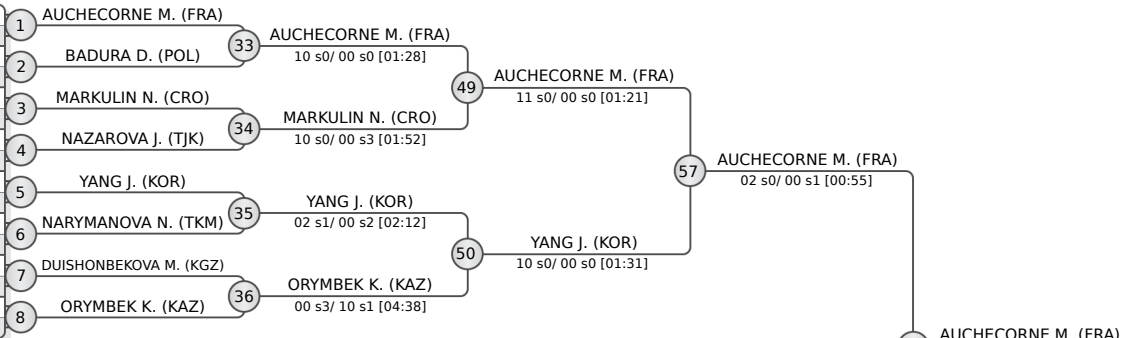 1
AUCHECORNE M. (FRA)
33
AUCHECORNE M. (FRA)
10 s0/ 00 s0 [01:28]
2
BADURA D. (POL)
49
AUCHECORNE M. (FRA)
11 s0/ 00 s0 [01:21]
3
MARKULIN N. (CRO)
34
MARKULIN N. (CRO)
10 s0/ 00 s3 [01:52]
4
NAZAROVA J. (TJK)
57
AUCHECORNE M. (FRA)
02 s0/ 00 s1 [00:55]
5
YANG J. (KOR)
35
YANG J. (KOR)
02 s1/ 00 s2 [02:12]
6
NARYMANOVA N. (TKM)
50
YANG J. (KOR)
10 s0/ 00 s0 [01:31]
7
DUISHONBEKOVA M. (KGZ)
36
ORYMBEK K. (KAZ)
00 s3/ 10 s1 [04:38]
8
ORYMBEK K. (KAZ)
AUCHECORNE M. (FRA)